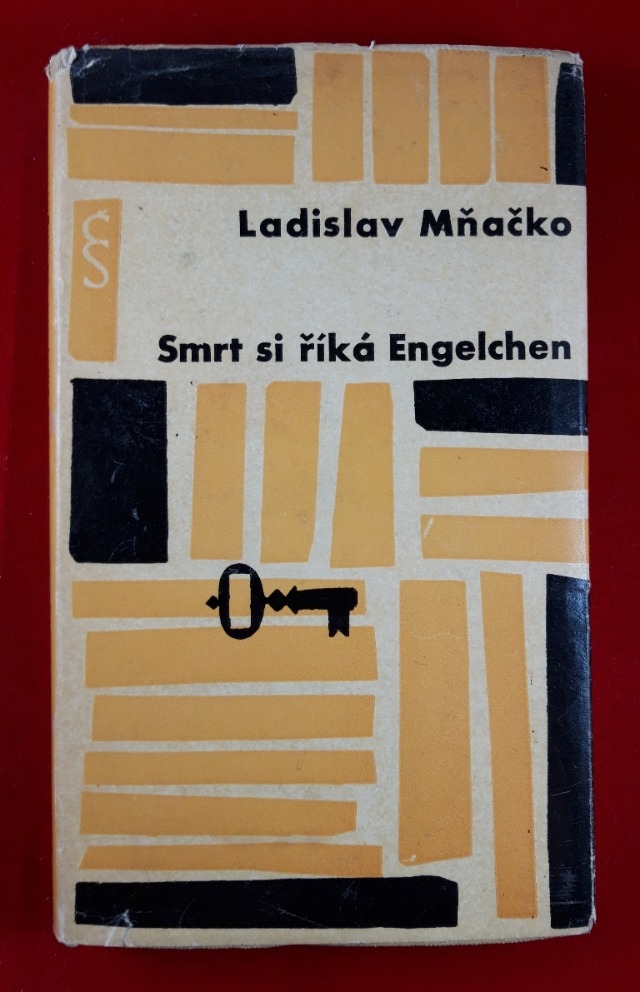 Ladislav Mňačko
Smrt si říká Engelchen